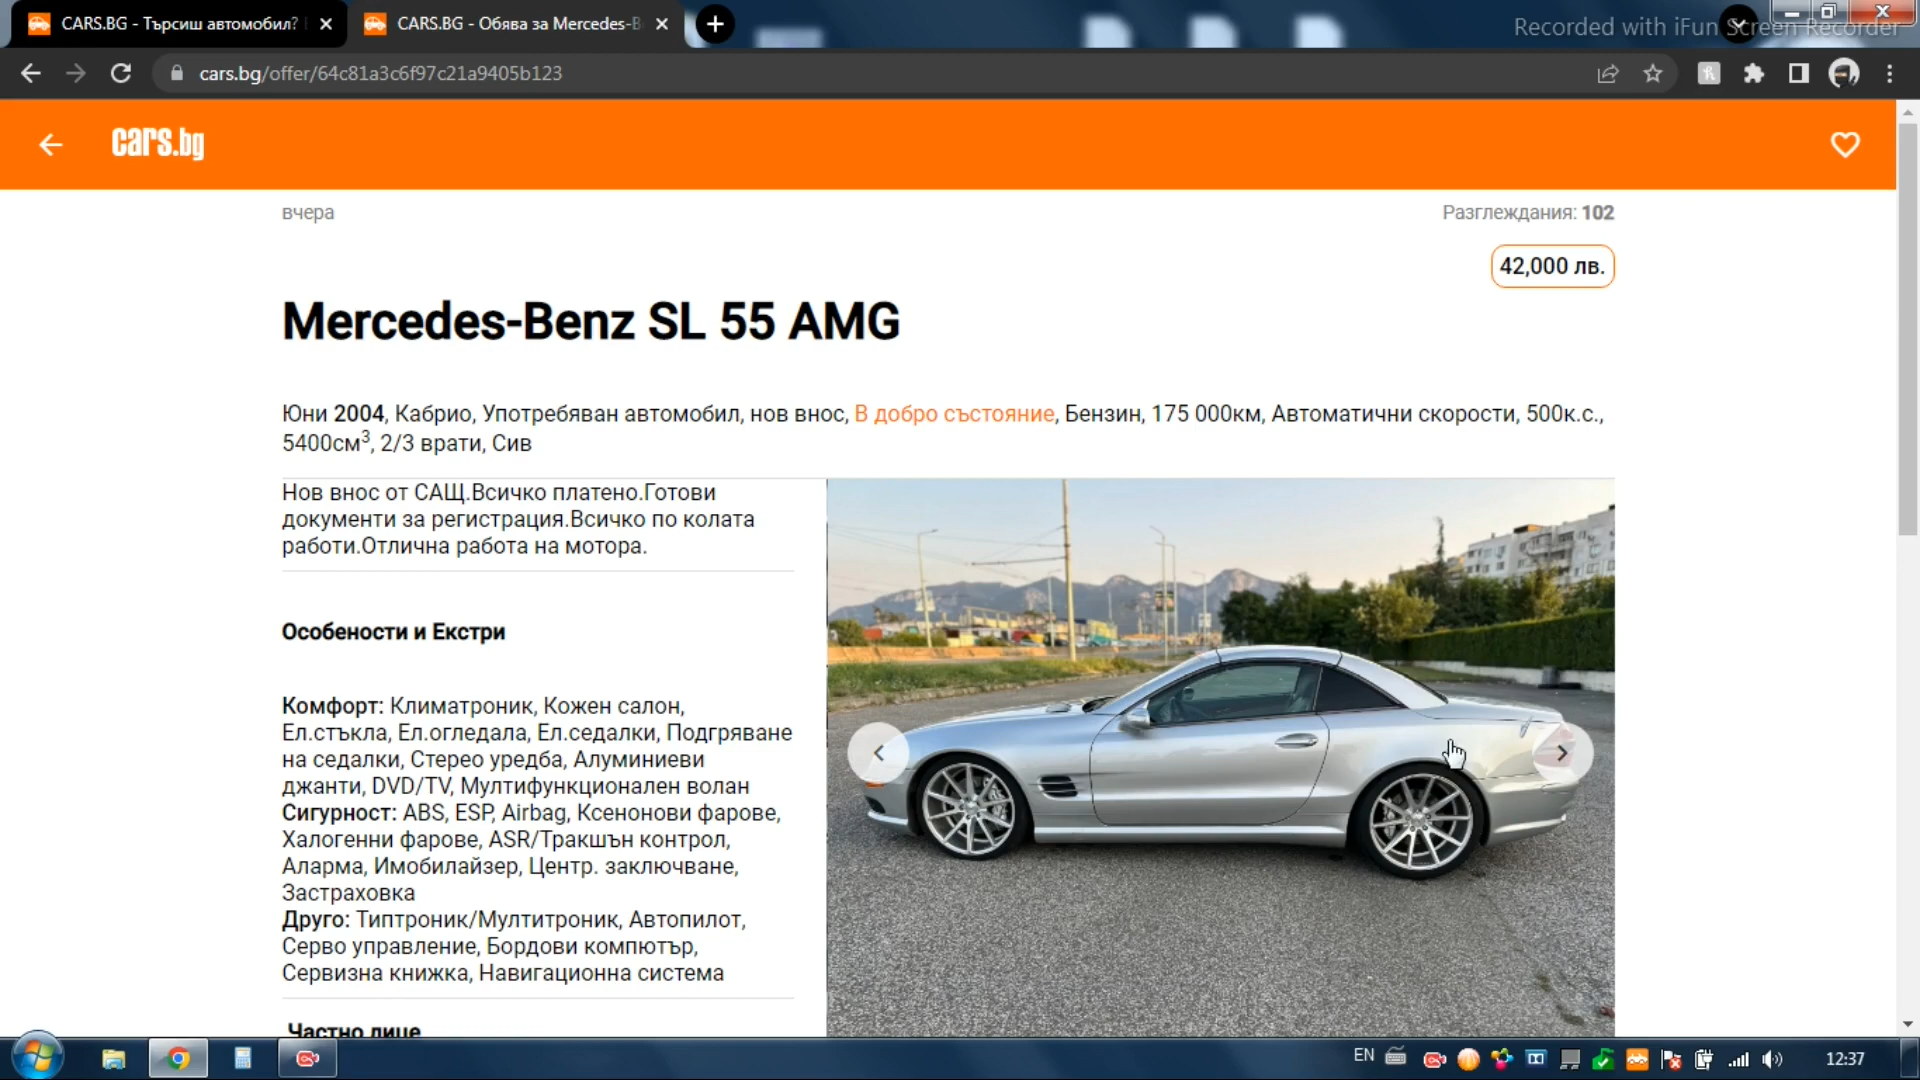 CARS.BG - Търсиш автомобил?
CARS.BG - Обява за Mercedes-B
Recorded with iFun Screen Recorder
cars.bg/offer/64c81a3c6f97c21a9405b123
cars.bg
вчера
Разглеждания: 102
42,000 лв.
Mercedes-Benz SL 55 AMG
Юни 2004, Кабрио, Употребяван автомобил, нов внос, В добро състояние, Бензин, 175 000км, Автоматични скорости, 500к.с.,
5400см3, 2/3 врати, Сив
Нов внос от САЩ.Всичко платено.Готови
документи за регистрация.Всичко по колата
работи.Отлична работа на мотора.
Особености и Екстри
Комфорт: Климатроник, Кожен салон,
Ел.стъкла, Ел.огледала, Ел.седалки, Подгряване
на седалки, Стерео уредба, Алуминиеви
джанти, DVD/TV, Мултифункционален волан
Сигурност: ABS, ESP, Airbag, Ксенонови фарове,
Халогенни фарове, ASR/Тракшън контрол,
Аларма, Имобилайзер, Центр. заключване,
Застраховка
Друго: Типтроник/Мултитроник, Автопилот,
Серво управление, Бордови компютър,
Сервизна книжка, Навигационна система
Частно лице
EN
12:37